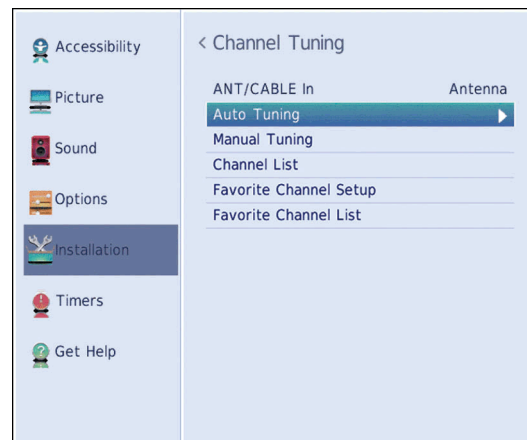 Accessibility
Picture
Sound
Options
Installation
Timers
Get Help
< Channel Tuning
ANT/CABLE In Antenna
Auto Tuning
Manual Tuning
Channel List
Favorite Channel Setup
Favorite Channel List